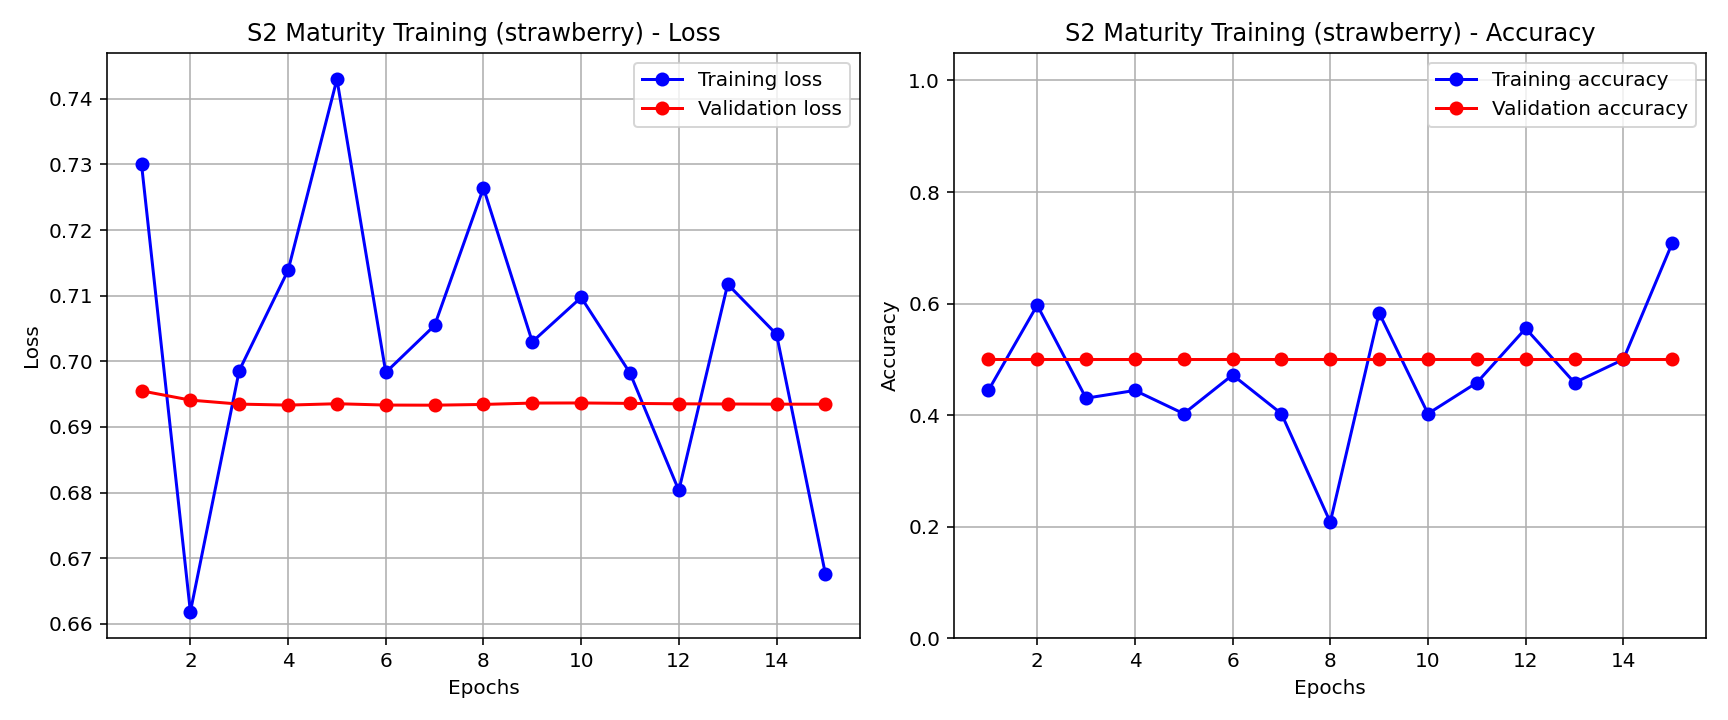 S2 Maturity Training (strawberry) - Loss
Training loss
Validation loss
0.74
0.73
0.72
0.71
0.70
0.69
0.68
0.67
0.66
Loss
2 4 6 8 10 12 14
Epochs
S2 Maturity Training (strawberry) - Accuracy
Training accuracy
Validation accuracy
1.0
0.8
0.6
0.4
0.2
0.0
Accuracy
2 4 6 8 10 12 14
Epochs